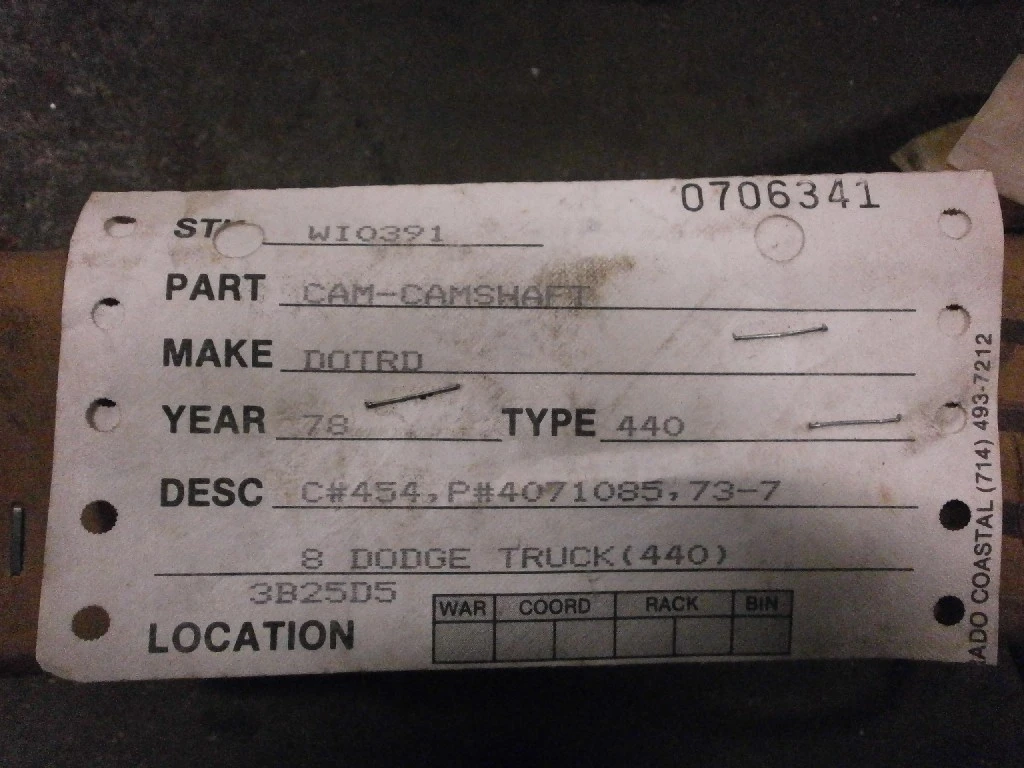 0706341
WI0391
PART CAM-CAMSHAFT
MAKE DOTRD
YEAR 78 TYPE 440
DESC C#454,P#4071085,73-7
8 DODGE TRUCK(440)
3B25D5
LOCATION
WAR COORD RACK BIN
ADO COASTAL (714) 493-7212